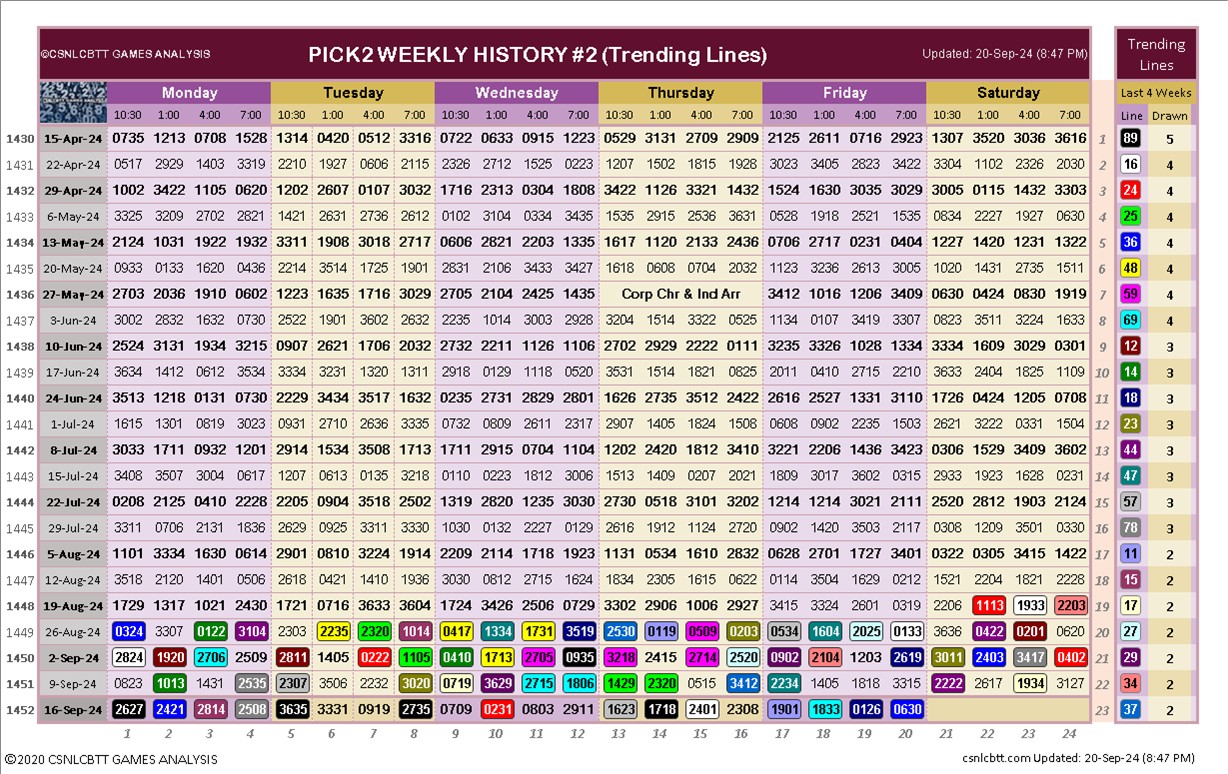 ©CSNLCBTT GAMES ANALYSIS PICK2 WEEKLY HISTORY #2 (Trending Lines) Updated: 20-Sep-24 (8:47 PM) Trending Lines
Monday Tuesday Wednesday Thursday Friday Saturday Last 4 Weeks
10:30 1:00 4:00 7:00 10:30 1:00 4:00 7:00 10:30 1:00 4:00 7:00 10:30 1:00 4:00 7:00 10:30 1:00 4:00 7:00 10:30 1:00 4:00 7:00 Line Drawn
1430 15-Apr-24 0735 1213 0708 1528 1314 0420 0512 3316 0722 0633 0915 1223 0529 3131 2709 2909 2125 2611 0716 2923 1307 3520 3036 3616 1 89 5
1431 22-Apr-24 0517 2929 1403 3319 2210 1927 0606 2115 2326 2712 1525 0223 1207 1502 1815 1928 3023 3405 2823 3422 3304 1102 2326 2030 2 16 4
1432 29-Apr-24 1002 3422 1105 0620 1202 2607 0107 3032 1716 2313 0304 1808 3422 1126 3321 1432 1524 1630 3035 3029 3005 0115 1432 3303 3 24 4
1433 6-May-24 3325 3209 2702 2821 1421 2631 2736 2612 0102 3104 0334 3435 1535 2915 2536 3631 0528 1918 2521 1535 0834 2227 1927 0630 4 25 4
1434 13-May-24 2124 1031 1922 1932 3311 1908 3018 2717 0606 2821 2203 1335 1617 1120 2133 2436 0706 2717 0231 0404 1227 1420 1231 1322 5 36 4
1435 20-May-24 0933 0133 1620 0436 2214 3514 1725 1901 2831 2106 3433 3427 1618 0608 0704 2032 1123 3236 2613 3005 1020 1431 2735 1511 6 48 4
1436 27-May-24 2703 2036 1910 0602 1223 1635 1716 3029 2705 2104 2425 1435 Corp Chr & Ind Arr 3412 1016 1206 3409 0630 0424 0830 1919 7 59 4
1437 3-Jun-24 3002 2832 1632 0730 2522 1901 3602 2632 2235 1014 3003 2928 3204 1514 3322 0525 1134 0107 3419 3307 0823 3511 3224 1633 8 69 4
1438 10-Jun-24 2524 3131 1934 3215 0907 2621 1706 2032 2732 2211 1126 1106 2702 2929 2222 0111 3235 3326 1028 1334 3334 1609 3029 0301 9 12 3
1439 17-Jun-24 3634 1412 0612 3534 3334 3231 1320 1311 2918 0129 1118 0520 3531 1514 1821 0825 2011 0410 2715 2210 3633 2404 1825 1109 10 14 3
1440 24-Jun-24 3513 1218 0131 0730 2229 3434 3517 1632 0235 2731 2829 2801 1626 2735 3512 2422 2616 2527 1331 3110 1726 0424 1205 0708 11 18 3
1441 1-Jul-24 1615 1301 0819 3023 0931 2710 2636 3333 0732 0809 2611 2317 2907 1405 1824 1508 0608 0902 2235 1503 2621 3222 0331 1504 12 23 3
1442 8-Jul-24 3033 1711 0932 1201 2914 1534 3508 1713 1711 2915 0704 1104 1202 2420 1812 3410 3221 2206 1436 3423 0306 1529 3409 3602 13 44 3
1443 15-Jul-24 3408 3507 3004 0617 1207 0613 0135 3218 0110 0223 1812 3006 1513 1409 0207 2021 1809 3017 3602 0315 2933 1923 1628 0231 14 47 3
1444 22-Jul-24 0208 2125 0410 2228 2205 0904 3518 2502 1319 2820 1235 3030 2730 0518 3101 3202 1214 1214 3021 2111 2520 2812 1903 2124 15 57 3
1445 29-Jul-24 3311 0706 2131 1836 2629 0925 3311 3330 1030 0132 2227 0129 2616 1912 1124 2720 0902 1420 3503 2117 0308 1209 3501 0330 16 78 3
1446 5-Aug-24 1101 3334 1630 0614 2901 0810 3224 1914 2209 2114 1718 1923 1131 0534 1610 2832 0628 2701 1727 3401 0322 0305 3415 1422 17 11 2
1447 12-Aug-24 3518 2120 1401 0506 2618 0421 1410 1936 3030 0812 2715 1624 1834 2305 1615 0622 0114 3504 1629 0212 1521 2204 1821 2228 18 15 2
1448 19-Aug-24 1729 1317 1021 2430 1721 0716 3633 3604 1724 3426 2506 0729 3302 2906 1006 2927 3415 3324 2601 0319 2206 1113 1933 2203 19 17 2
1449 26-Aug-24 0324 3307 0122 3104 2303 2235 2320 1014 0417 1334 1731 3519 2530 0119 0509 0203 0534 1604 2025 0133 3636 0422 0201 0620 20 27 2
1450 2-Sep-24 2824 1920 2706 2509 2811 1405 0222 1105 0410 1713 2705 0935 3218 2415 2714 2520 0902 2104 1203 2619 3011 2403 3417 0402 21 29 2
1451 9-Sep-24 0823 1013 1431 2535 2307 3506 2232 3020 0719 3629 2715 1806 1429 2320 0515 3412 2234 1405 1818 3315 2222 2617 1934 3127 22 34 2
1452 16-Sep-24 2627 2421 2814 2508 3635 3331 0919 2735 0709 0231 0803 2911 1623 1718 2401 2308 1901 1833 0126 0630 23 37 2
1 2 3 4 5 6 7 8 9 10 11 12 13 14 15 16 17 18 19 20 21 22 23 24
©2020 CSNLCBTT GAMES ANALYSIS csnlcbtt.com Updated: 20-Sep-24 (8:47 PM)